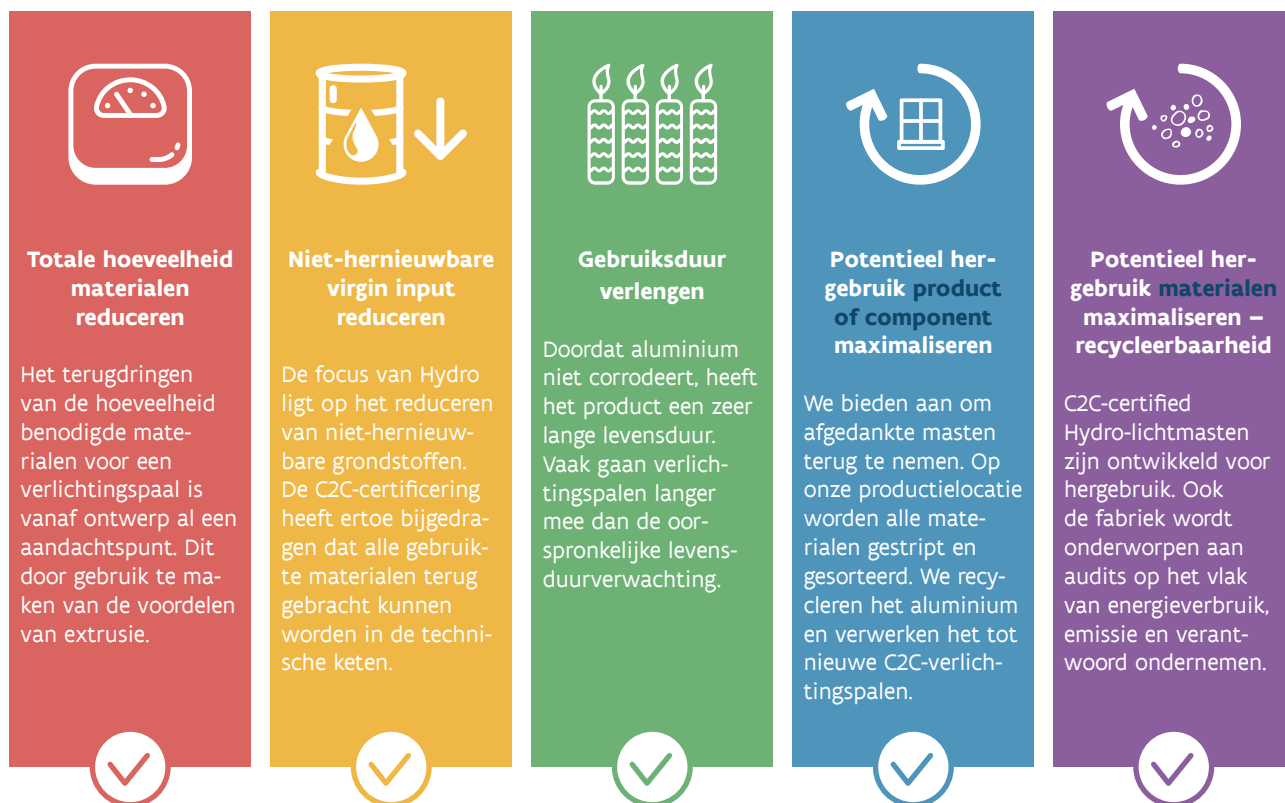 Totale hoeveelheid
materialen
reduceren
Het terugdringen
van de hoeveelheid
benodigde mate-
rialen voor een
verlichtingspaal is
vanaf ontwerp al een
aandachtspunt. Dit
door gebruik te ma-
ken van de voordelen
van extrusie.
Niet-hernieuwbare
virgin input
reduceren
De focus van Hydro
ligt op het reduceren
van niet-hernieuw-
bare grondstoffen.
De C2C-certificering
heeft ertoe bijgedra-
gen dat alle gebruik-
te materialen terug
gebracht kunnen
worden in de techni-
sche keten.
Gebruiksduur
verlengen
Doordat aluminium
niet corrodeert, heeft
het product een zeer
lange levensduur.
Vaak gaan verlich-
tingspalen langer
mee dan de oor-
spronkelijke levens-
duurverwachting.
Potentieel her-
gebruik product
of component
maximaliseren
We bieden aan om
afgedankte masten
terug te nemen. Op
onze productielocatie
worden alle mate-
rialen gestript en
gesorteerd. We recy-
cleren het aluminium
en verwerken het tot
nieuwe C2C-verlich-
tingspalen.
Potentieel her-
gebruik materialen
maximaliseren –
recycleerbaarheid
C2C-certified
Hydro-lichtmasten
zijn ontwikkeld voor
hergebruik. Ook
de fabriek wordt
onderworpen aan
audits op het vlak
van energieverbruik,
emissie en verant-
woord ondernemen.